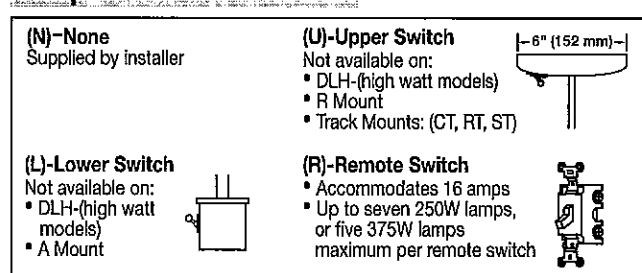 (N)-None
Supplied by installer
(U)-Upper Switch
Not available on:
• DLH-(high watt models)
• R Mount
• Track Mounts: (CT, RT, ST)
6" (152 mm)
(L)-Lower Switch
Not available on:
• DLH-(high watt
models)
• A Mount
(R)-Remote Switch
• Accommodates 16 amps
• Up to seven 250W lamps,
or five 375W lamps
maximum per remote switch